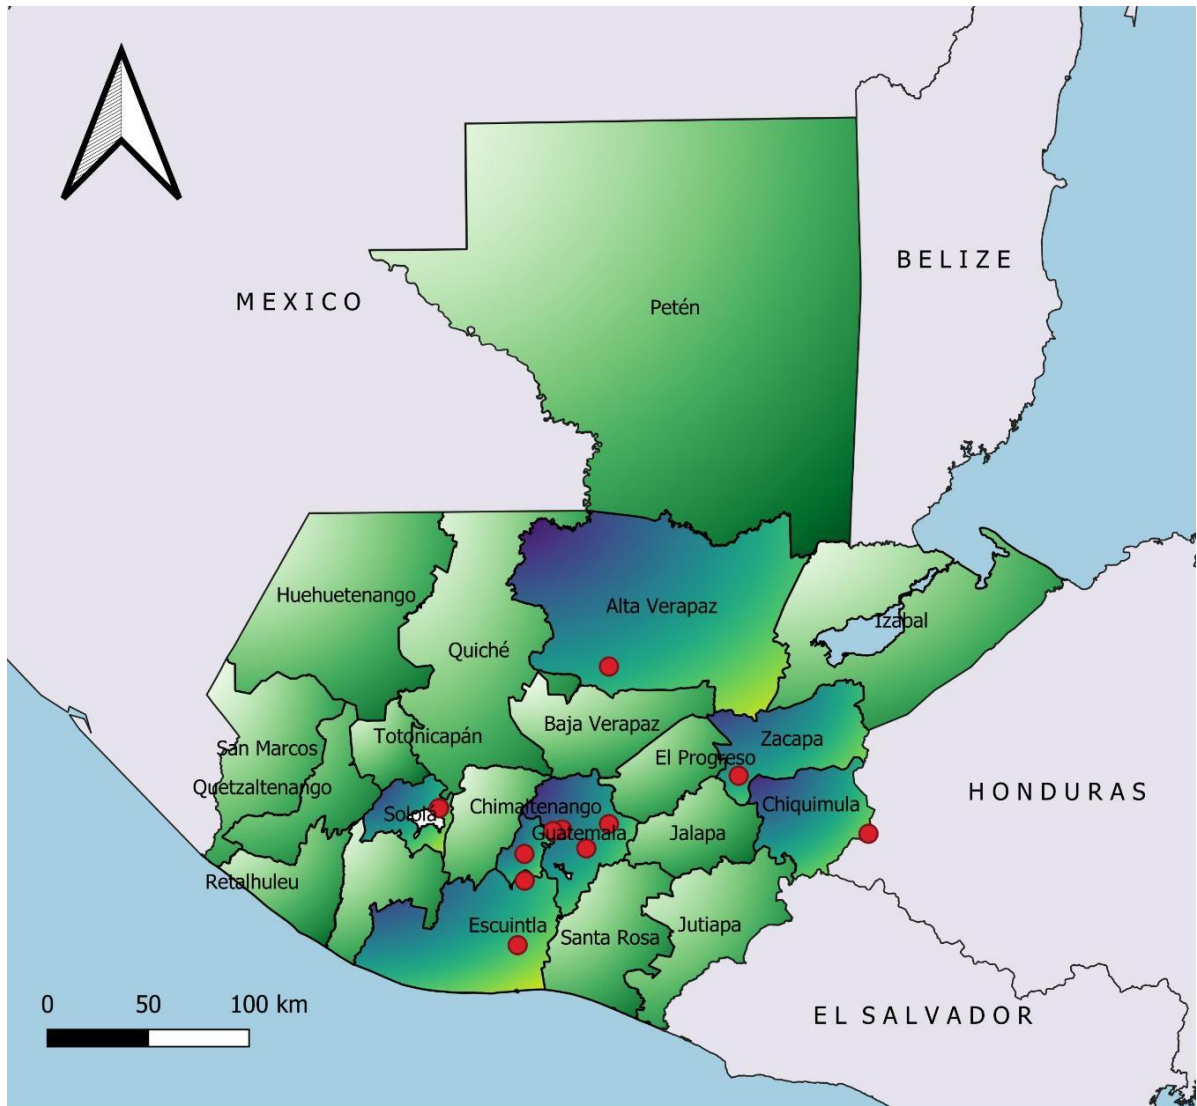 BELIZE
MEXICO
Petén
Huehuetenango
Alta Verapaz
Izabal
Quiché
Baja Verapaz
Totonicapán
San Marcos
Zacapa
El Progreso
Quetzaltenango
HONDURAS
Chimaltenango
Chiquimula
Sololá
Guatemala
Jalapa
Retalhuleu
Escuintla
Santa Rosa
Jutiapa
0 50 100 km
EL SALVADOR